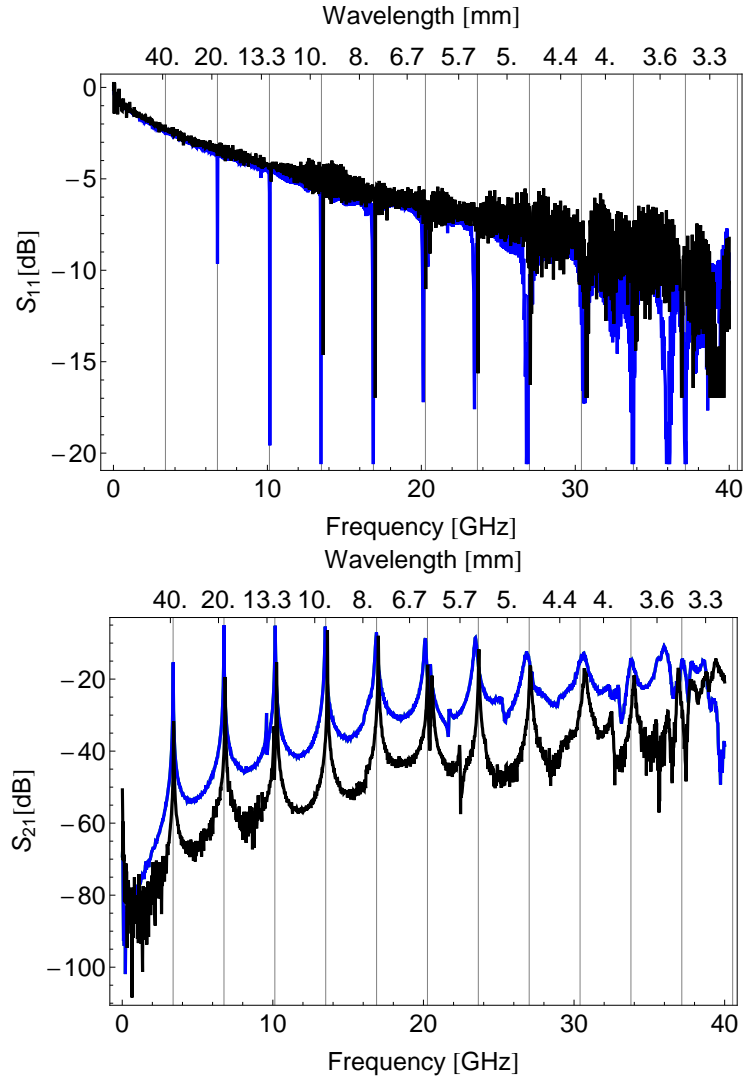 Wavelength [mm]
40. 20. 13.3 10. 8. 6.7 5.7 5. 4.4 4. 3.6 3.3
0
−5
−10
−15
−20
S11 [dB]
0 10 20 30 40
Frequency [GHz]
Wavelength [mm]
40. 20. 13.3 10. 8. 6.7 5.7 5. 4.4 4. 3.6 3.3
−20
−40
−60
−80
−100
S21 [dB]
0 10 20 30 40
Frequency [GHz]